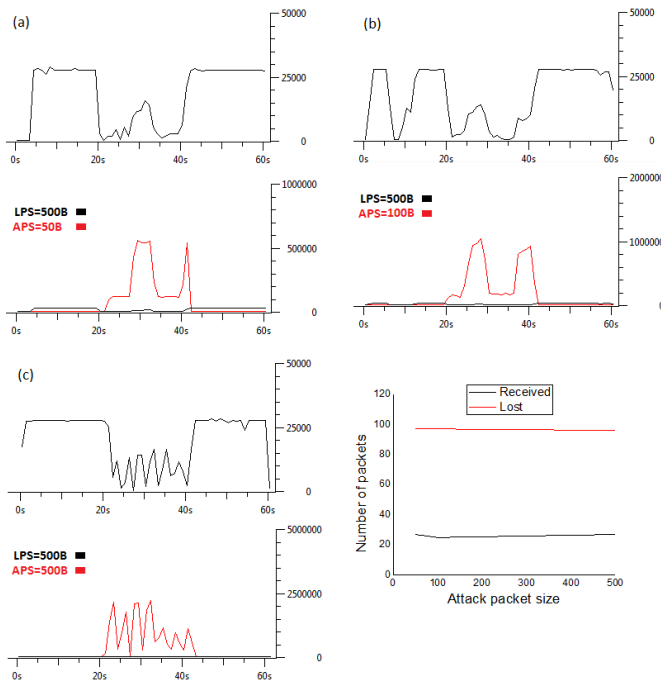 (a)
50000
25000
0
0s 20s 40s 60s
(b)
50000
25000
0
0s 20s 40s 60s
LPS=500B
APS=50B
1000000
500000
0
0s 20s 40s 60s
LPS=500B
APS=100B
2000000
1000000
0
0s 20s 40s 60s
(c)
50000
25000
0
0s 20s 40s 60s
LPS=500B
APS=500B
5000000
2500000
0
0s 20s 40s 60s
Received
Lost
Number of packets
120
100
80
60
40
20
0
0 100 200 300 400 500
Attack packet size